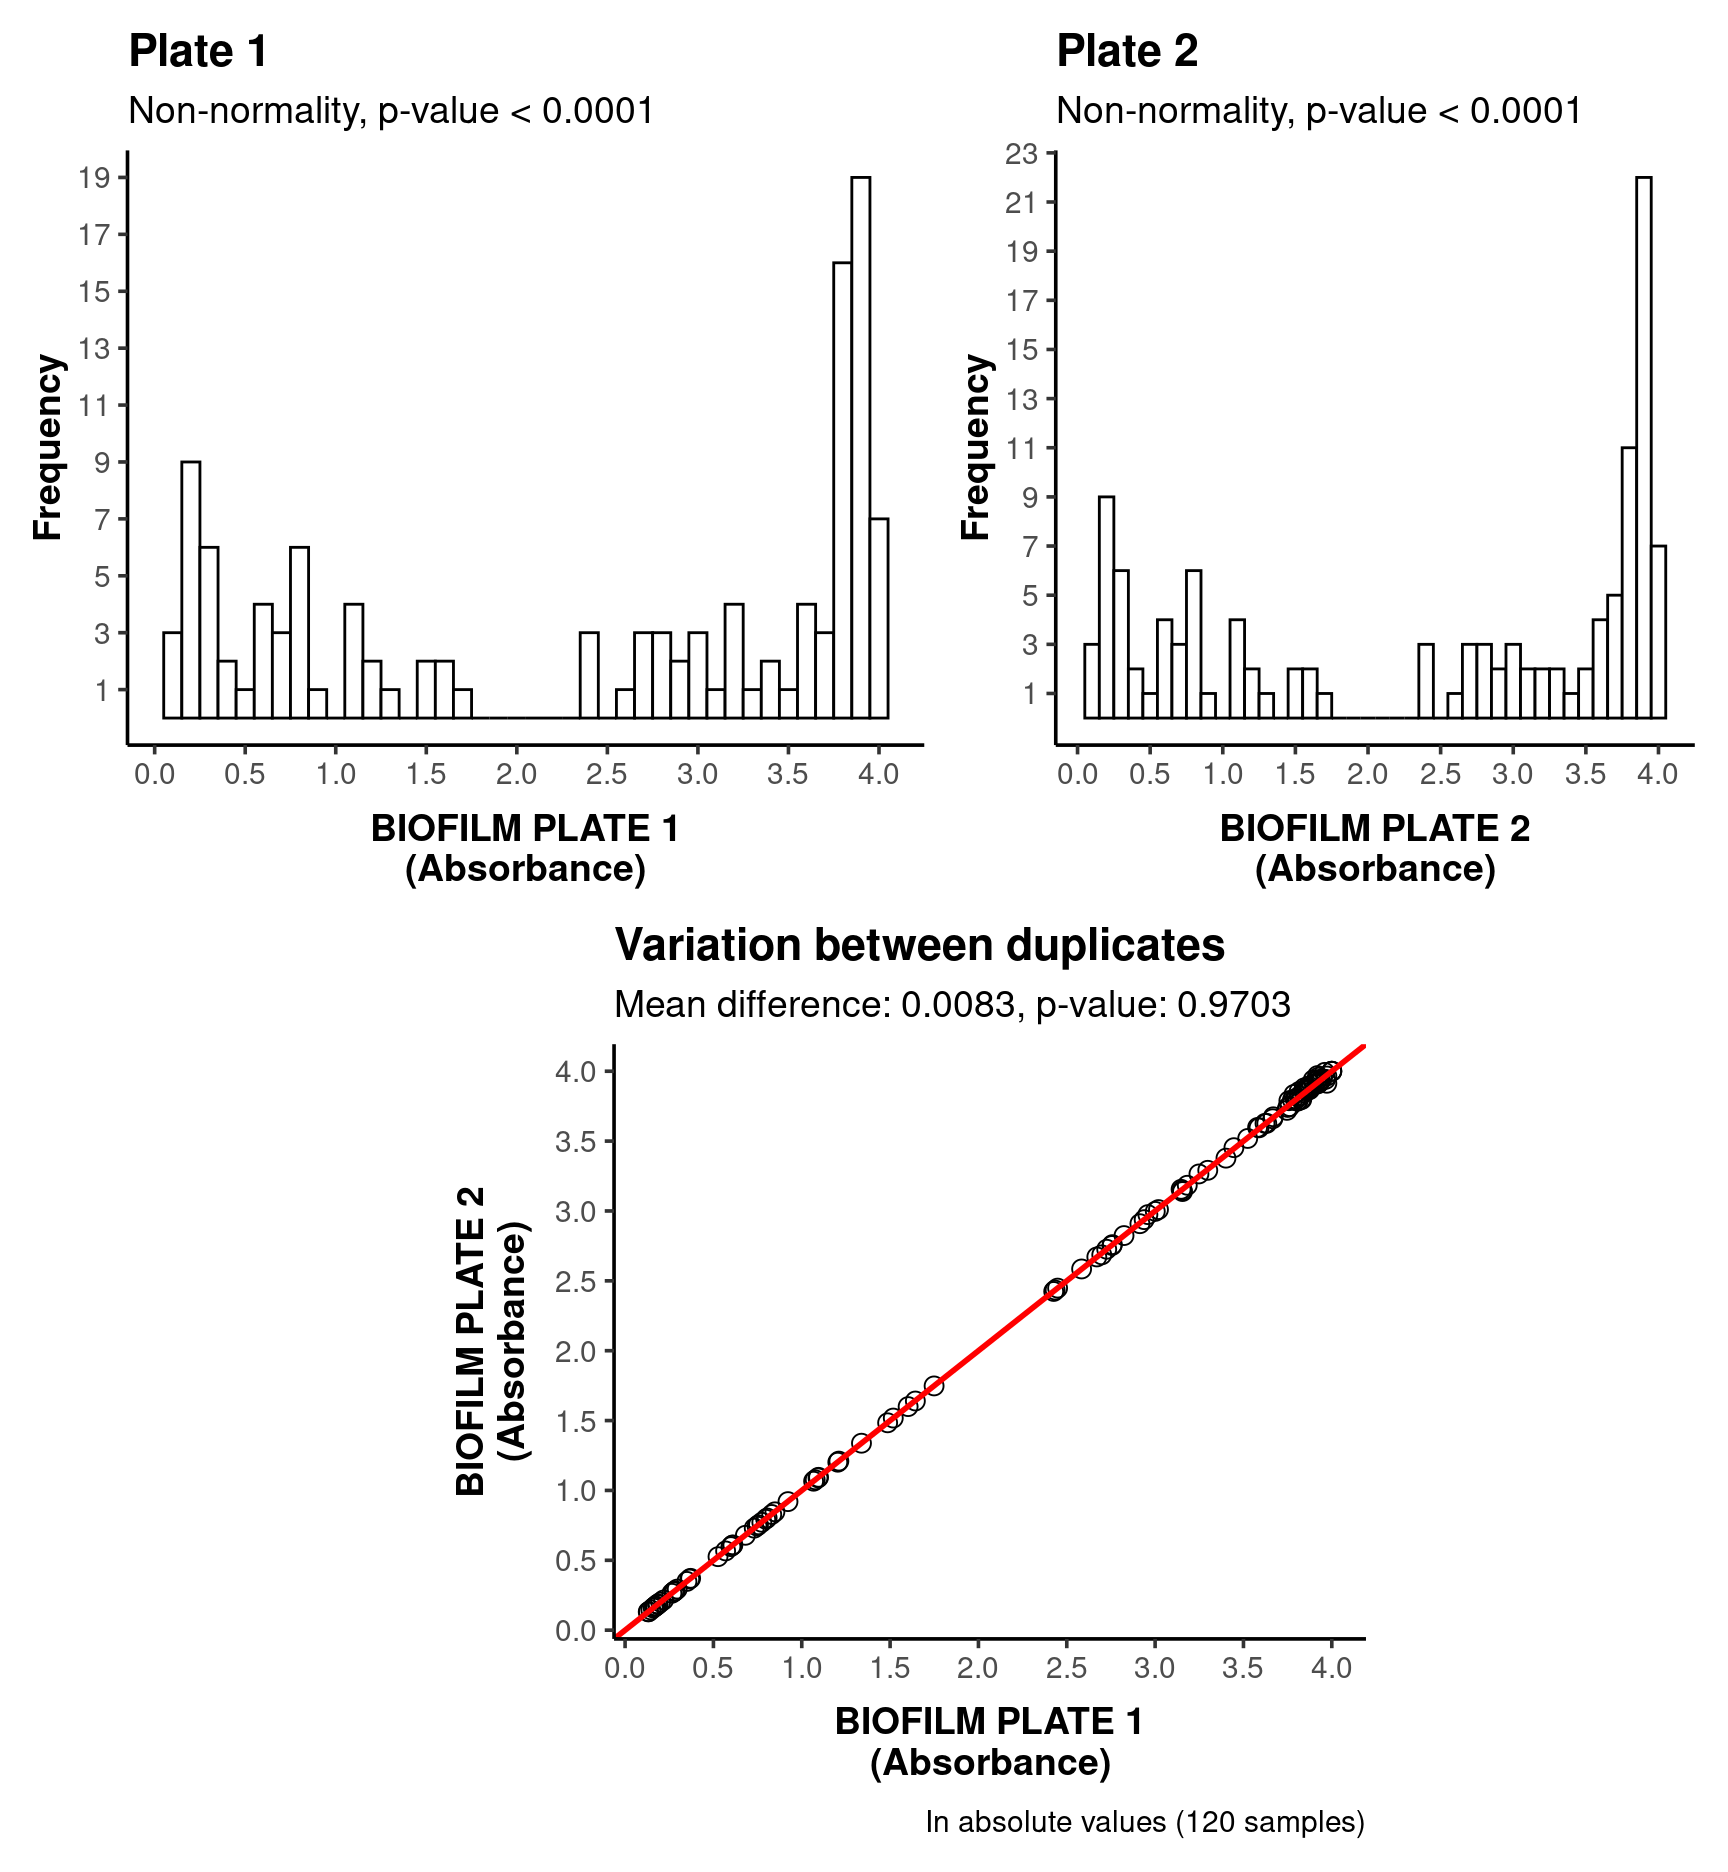 Plate 1
Non-normality, p-value < 0.0001
19
17
15
13
11
9
7
5
3
1
Frequency
0.0 0.5 1.0 1.5 2.0 2.5 3.0 3.5 4.0
BIOFILM PLATE 1
(Absorbance)
Plate 2
Non-normality, p-value < 0.0001
23
21
19
17
15
13
11
9
7
5
3
1
Frequency
0.0 0.5 1.0 1.5 2.0 2.5 3.0 3.5 4.0
BIOFILM PLATE 2
(Absorbance)
Variation between duplicates
Mean difference: 0.0083, p-value: 0.9703
4.0
3.5
3.0
2.5
2.0
1.5
1.0
0.5
0.0
BIOFILM PLATE 2
(Absorbance)
0.0 0.5 1.0 1.5 2.0 2.5 3.0 3.5 4.0
BIOFILM PLATE 1
(Absorbance)
In absolute values (120 samples)